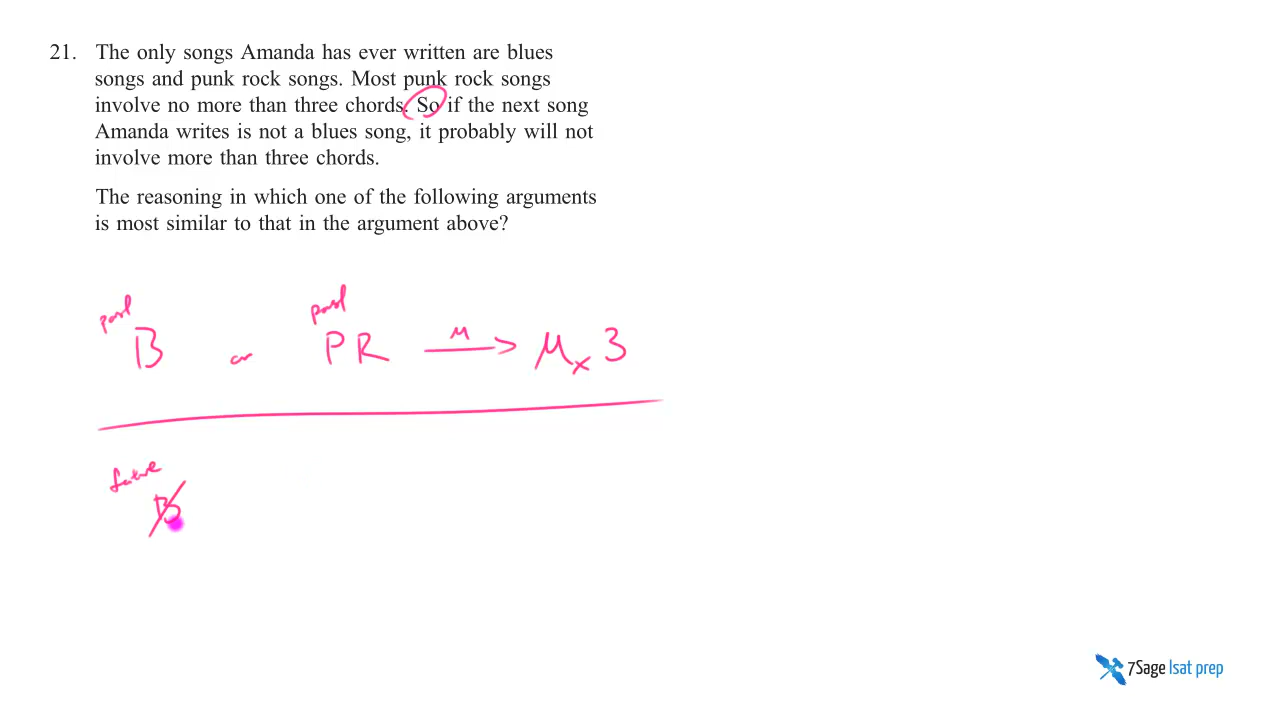 21. The only songs Amanda has ever written are blues
songs and punk rock songs. Most punk rock songs
involve no more than three chords. So if the next song
Amanda writes is not a blues song, it probably will not
involve more than three chords.
The reasoning in which one of the following arguments
is most similar to that in the argument above?
past past
B or PR M Mx 3
future
B
7Sage lsat prep